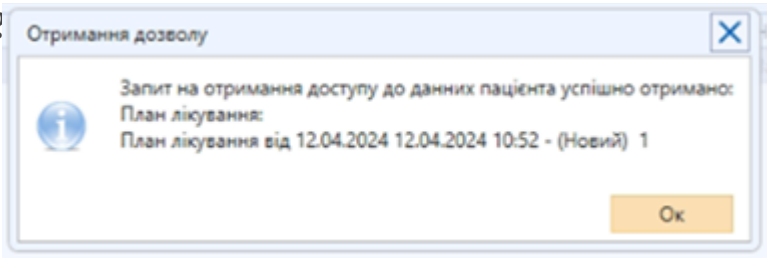 Отримання дозволу
Запит на отримання доступу до данних пацієнта успішно отримано:
План лікування:
План лікування від 12.04.2024 12.04.2024 10:52 - (Новий) 1
Ок